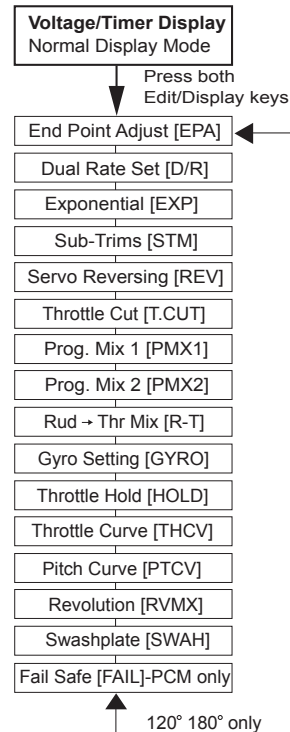 Voltage/Timer Display
Normal Display Mode
Press both
Edit/Display keys
End Point Adjust [EPA]
Dual Rate Set [D/R]
Exponential [EXP]
Sub-Trims [STM]
Servo Reversing [REV]
Throttle Cut [T.CUT]
Prog. Mix 1 [PMX1]
Prog. Mix 2 [PMX2]
Rud → Thr Mix [R-T]
Gyro Setting [GYRO]
Throttle Hold [HOLD]
Throttle Curve [THCV]
Pitch Curve [PTCV]
Revolution [RVMX]
Swashplate [SWAH]
Fail Safe [FAIL]-PCM only
120° 180° only